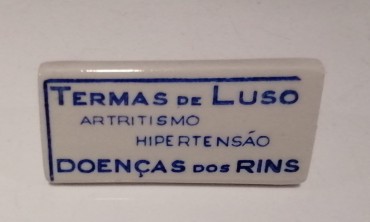 TERMAS DE LUSO
ARTRITISMO
HIPERTENSÃO
DOENÇAS DOS RINS